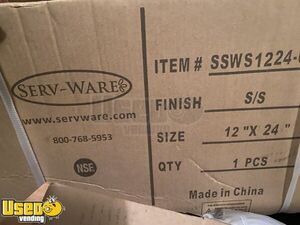 SERV-WARE
www.servware.com
800-768-5953
NSF
ITEM # SSWS1224-
FINISH S/S
SIZE 12 "X 24 "
QTY 1 PCS
Made in China
Used
vending